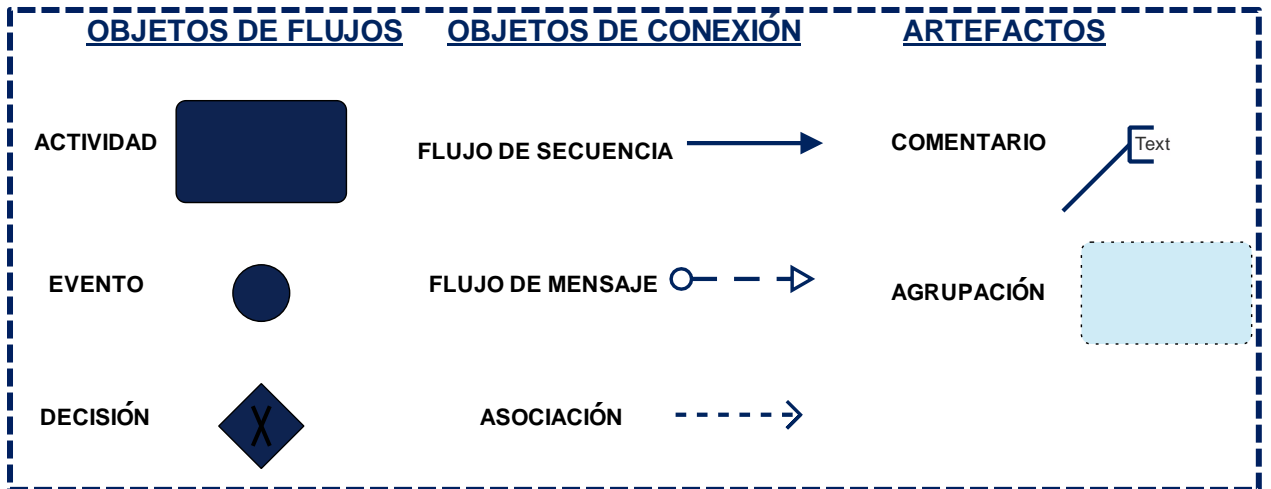 OBJETOS DE FLUJOS
OBJETOS DE CONEXIÓN
ARTEFACTOS
ACTIVIDAD
FLUJO DE SECUENCIA
COMENTARIO
Text
EVENTO
FLUJO DE MENSAJE
AGRUPACIÓN
DECISIÓN
X
ASOCIACIÓN